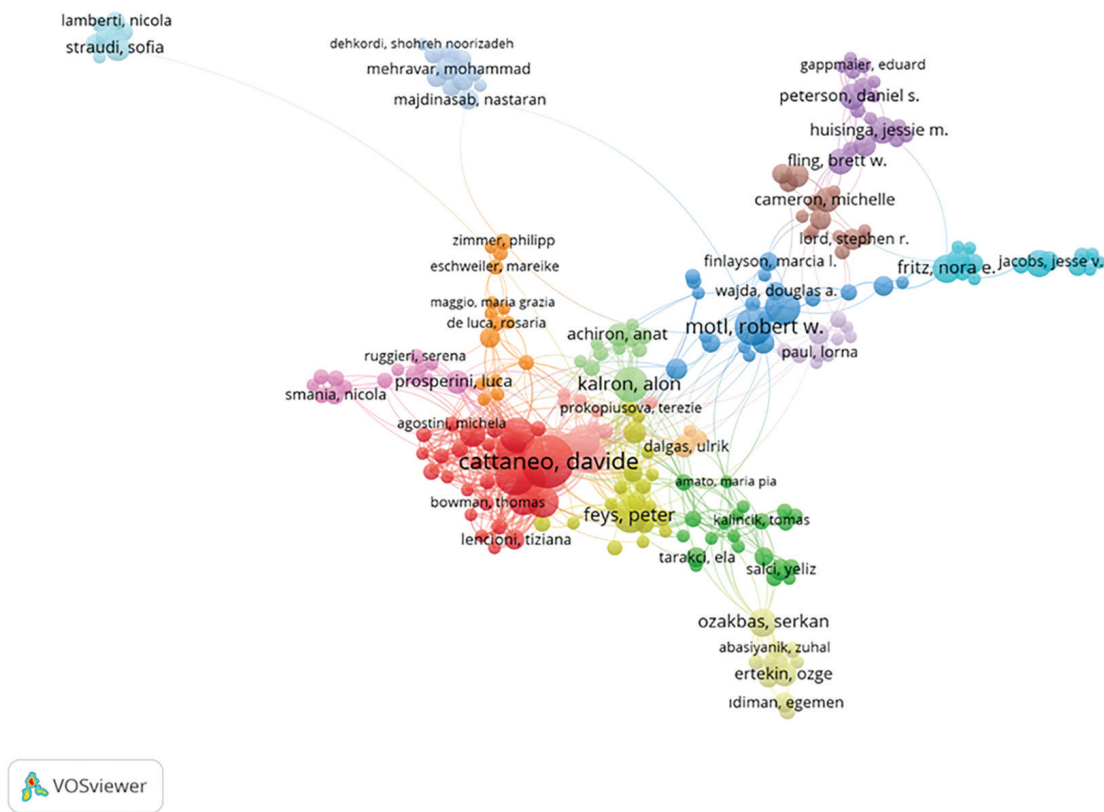 lamberti, nicola
straudi, sofia
dehkordi, shohreh noorizadeh
mehravar, mohammad
majdinasab, nastaran
gappmaier, eduard
peterson, daniel s.
huisinga, jessie m.
fling, brett w.
cameron, michelle
lord, stephen r.
zimmer, philipp
eschweiler, mareike
finlayson, marcia l.
fritz, nora e.
jacobs, jesse v.
maggio, maria grazia
de luca, rosaria
wajda, douglas a.
achiron, anat
motl, robert w.
paul, lorna
ruggieri, serena
prosperini, luca
smania, nicola
kalron, alon
prokopiusova, terezie
agostini, michela
dalgas, ulrik
cattaneo, davide
amato, maria pia
bowman, thomas
feys, peter
kalincik, tomas
lencioni, tiziana
tarakci, ela
salci, yeliz
ozakbas, serkan
abasiyanik, zuhal
ertekin, ozge
ıdiman, egemen
VOSviewer